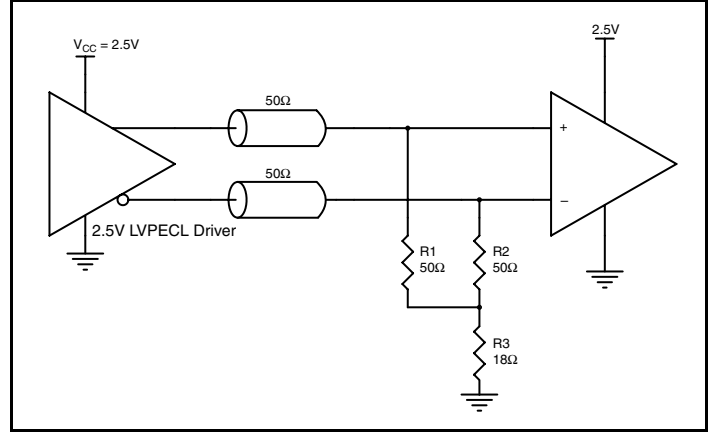 V_CC = 2.5V
2.5V
50Ω
+
50Ω
–
2.5V LVPECL Driver
R1
50Ω
R2
50Ω
R3
18Ω